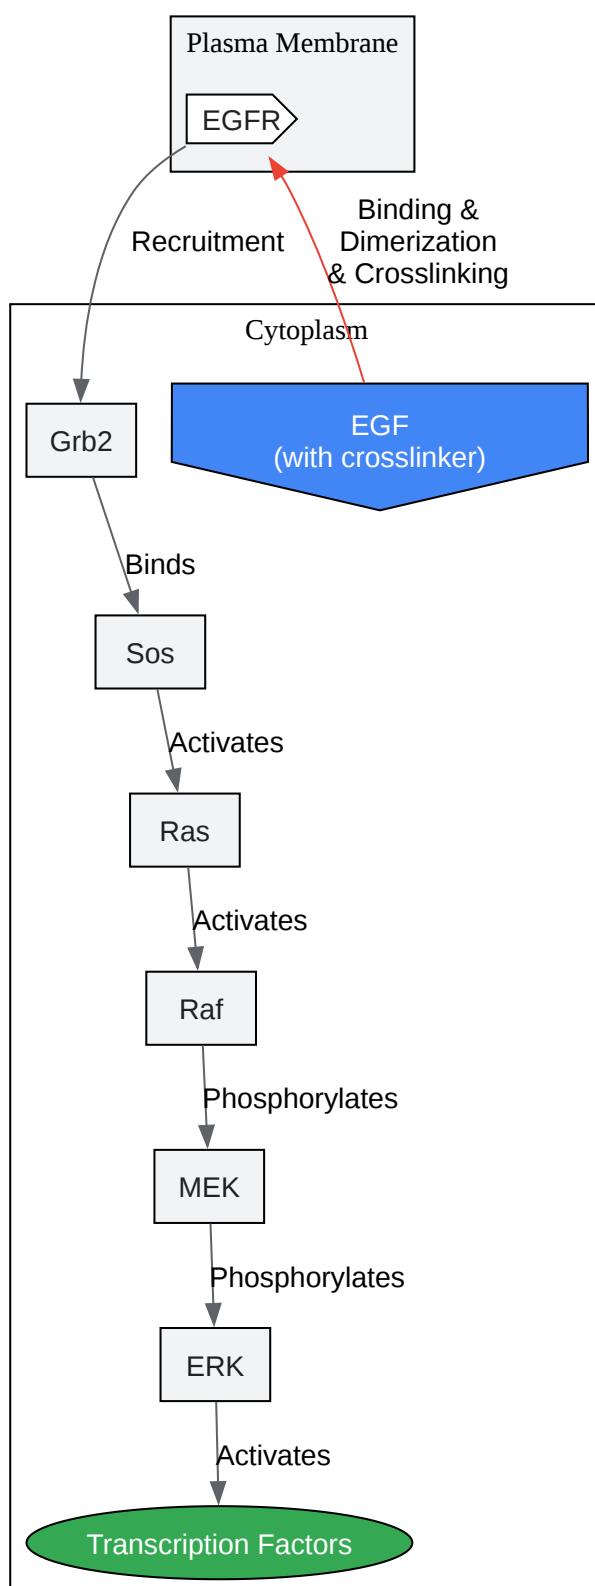 Plasma Membrane
EGFR
Recruitment
Binding &
Dimerization
& Crosslinking
Cytoplasm
Grb2
EGF
(with crosslinker)
Binds
Sos
Activates
Ras
Activates
Raf
Phosphorylates
MEK
Phosphorylates
ERK
Activates
Transcription Factors